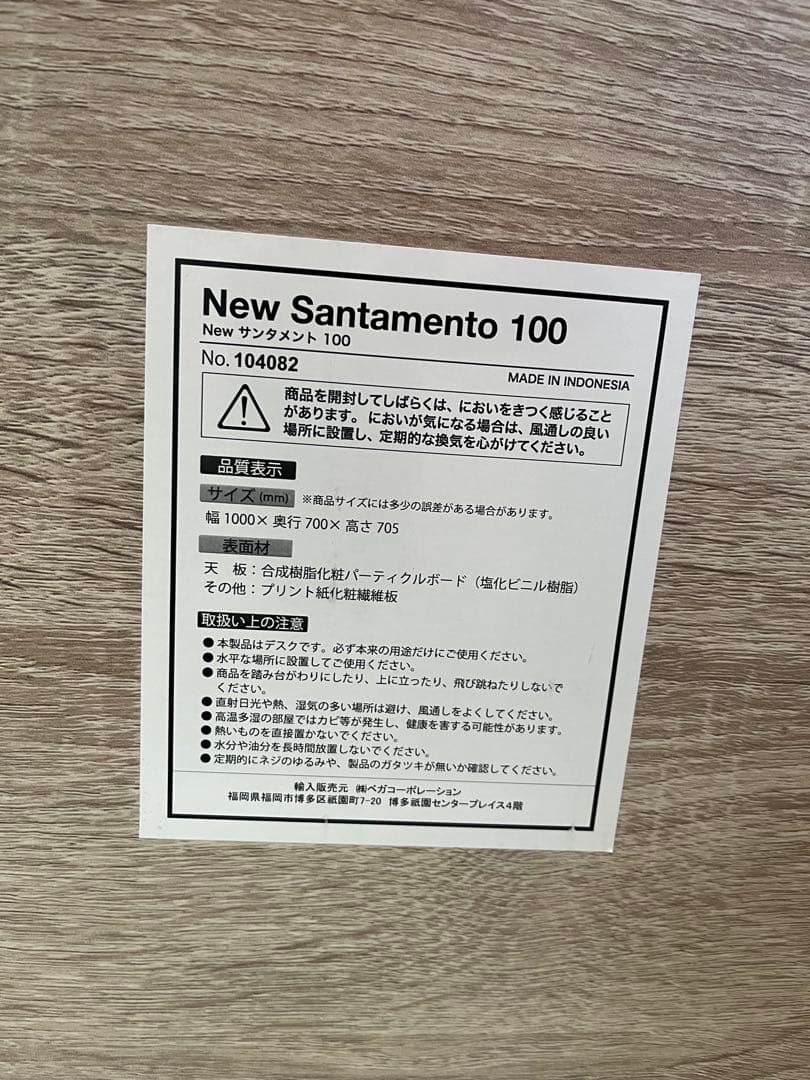 New Santamento 100
New サンタメント 100
No. 104082
MADE IN INDONESIA
商品を開封してしばらくは、においをきつく感じること
があります。においが気になる場合は、風通しの良い
場所に設置し、定期的な換気を心がけてください。
品質表示
サイズ (mm) ※商品サイズには多少の誤差がある場合があります。
幅 1000× 奥行 700× 高さ 705
表面材
天　板：合成樹脂化粧パーティクルボード（塩化ビニル樹脂）
その他：プリント紙化粧繊維板
取扱い上の注意
●本製品はデスクです。必ず本来の用途だけにご使用ください。
●水平な場所に設置してご使用ください。
●商品を踏み台がわりにしたり、上に立ったり、飛び跳ねたりしないで
ください。
●直射日光や熱、湿気の多い場所は避け、風通しをよくしてください。
●高温多湿の部屋ではカビ等が発生し、健康を害する可能性があります。
●熱いものを直接置かないでください。
●水分や油分を長時間放置しないでください。
●定期的にネジのゆるみや、製品のガタツキが無いか確認してください。
輸入販売元 ㈱ベガコーポレーション
福岡県福岡市博多区祇園町7-20 博多祇園センタープレイス4階